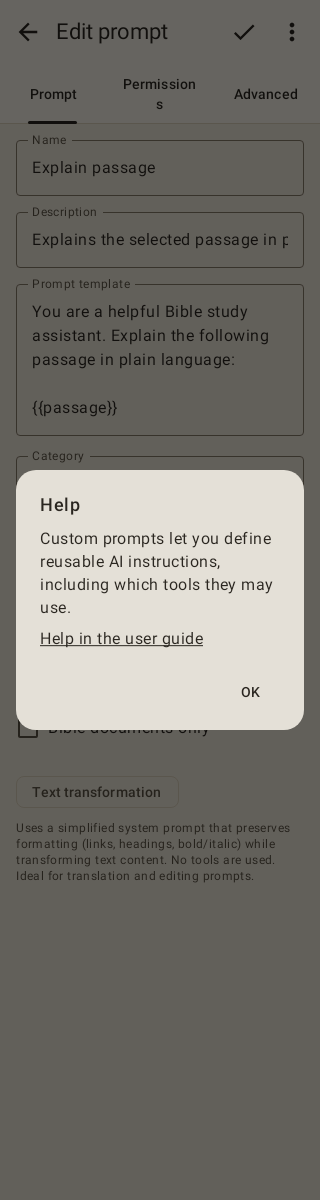 Edit prompt
Prompt
Permission
s
Advanced
Name
Explain passage
Description
Explains the selected passage in p
Prompt template
You are a helpful Bible study
assistant. Explain the following
passage in plain language:
{{passage}}
Category
Help
Custom prompts let you define
reusable AI instructions,
including which tools they may
use.
Help in the user guide
OK
Bible documents only
Text transformation
Uses a simplified system prompt that preserves
formatting (links, headings, bold/italic) while
transforming text content. No tools are used.
Ideal for translation and editing prompts.